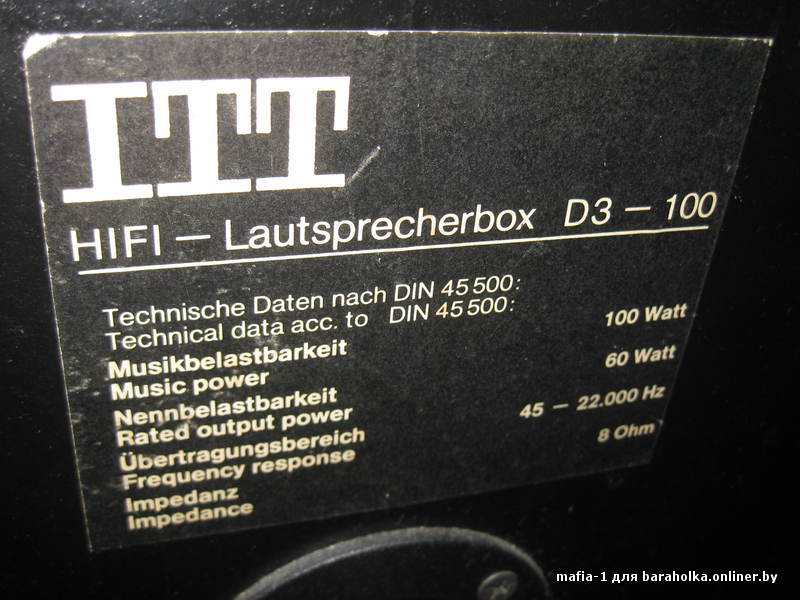 ITT
HIFI – Lautsprecherbox D3 – 100
Technische Daten nach DIN 45 500:
Technical data acc. to DIN 45 500:
Musikbelastbarkeit 100 Watt
Music power
Nennbelastbarkeit 60 Watt
Rated output power
Übertragungsbereich 45 – 22.000 Hz
Frequency response
Impedanz 8 Ohm
Impedance
mafia-1 для baraholka.onliner.by